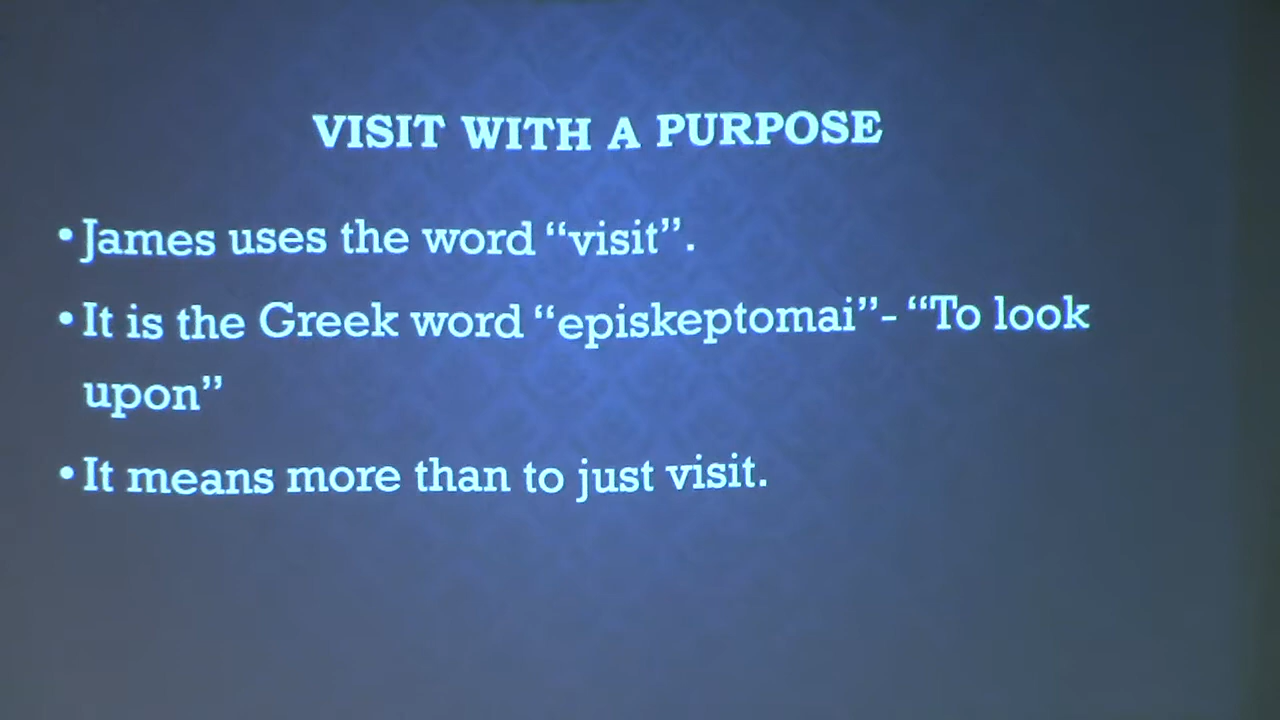 VISIT WITH A PURPOSE
• James uses the word “visit”.
• It is the Greek word “episkeptomai”- “To look
upon”
• It means more than to just visit.